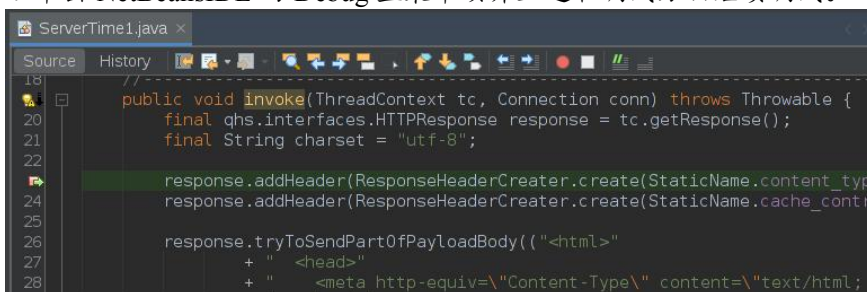 NetBeansIDE Debug
ServerTime1.java ×
Source History
18 //----------------------------------------------------------------------
public void invoke(ThreadContext tc, Connection conn) throws Throwable {
20 final qhs.interfaces.HTTPResponse response = tc.getResponse();
21 final String charset = "utf-8";
22
response.addHeader(ResponseHeaderCreater.create(StaticName.content_typ
24 response.addHeader(ResponseHeaderCreater.create(StaticName.cache_contr
25
26 response.tryToSendPartOfPayloadBody(("<html>"
27 + " <head>"
28 + " <meta http-equiv=\"Content-Type\" content=\"text/html;